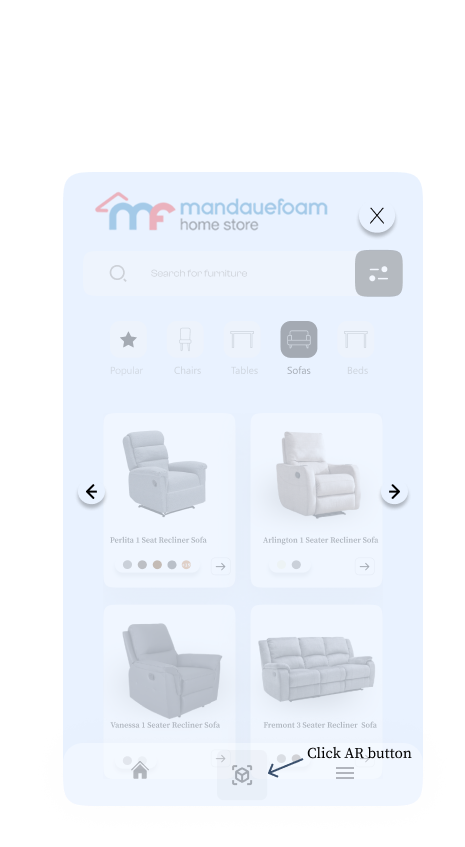 mandauefoam
home store
X
Search for furniture
Popular Chairs Tables Sofas Beds
Perlita 1 Seat Recliner Sofa
Arlington 1 Seater Recliner Sofa
Vanessa 1 Seater Recliner Sofa
Fremont 3 Seater Recliner Sofa
Click AR button